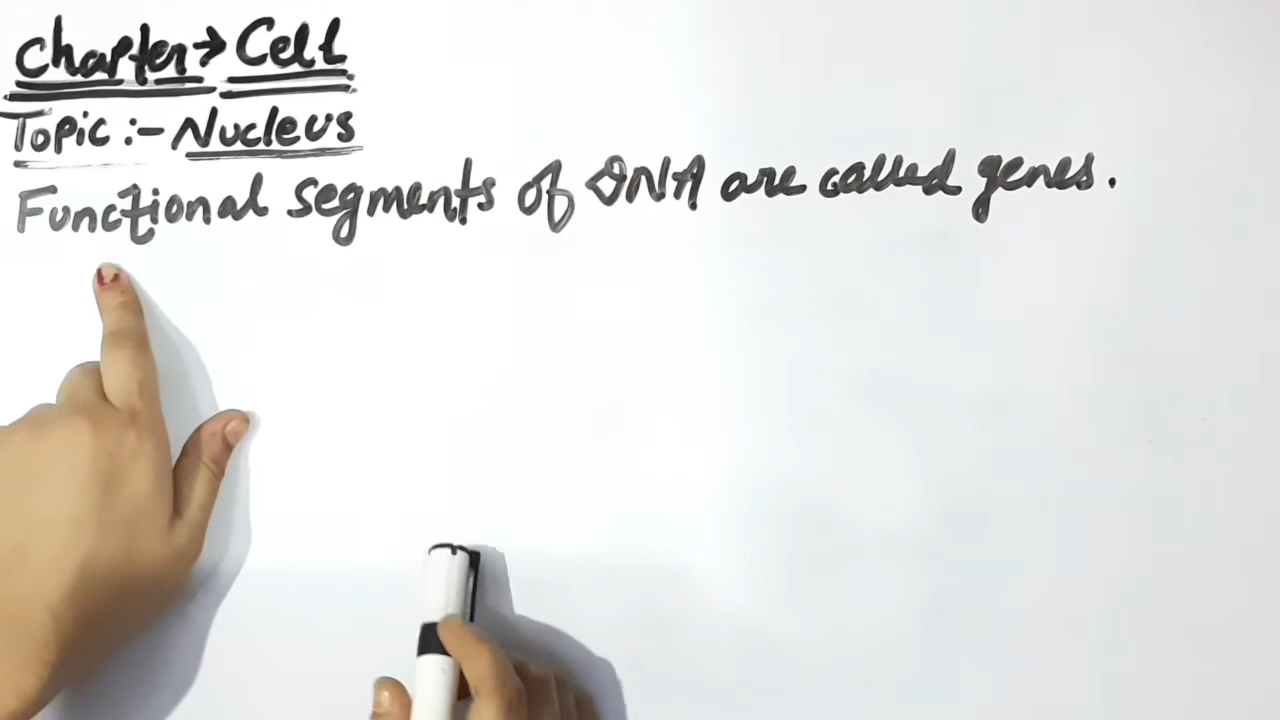 Chapter → Cell
Topic :- Nucleus
Functional segments of DNA are called genes.